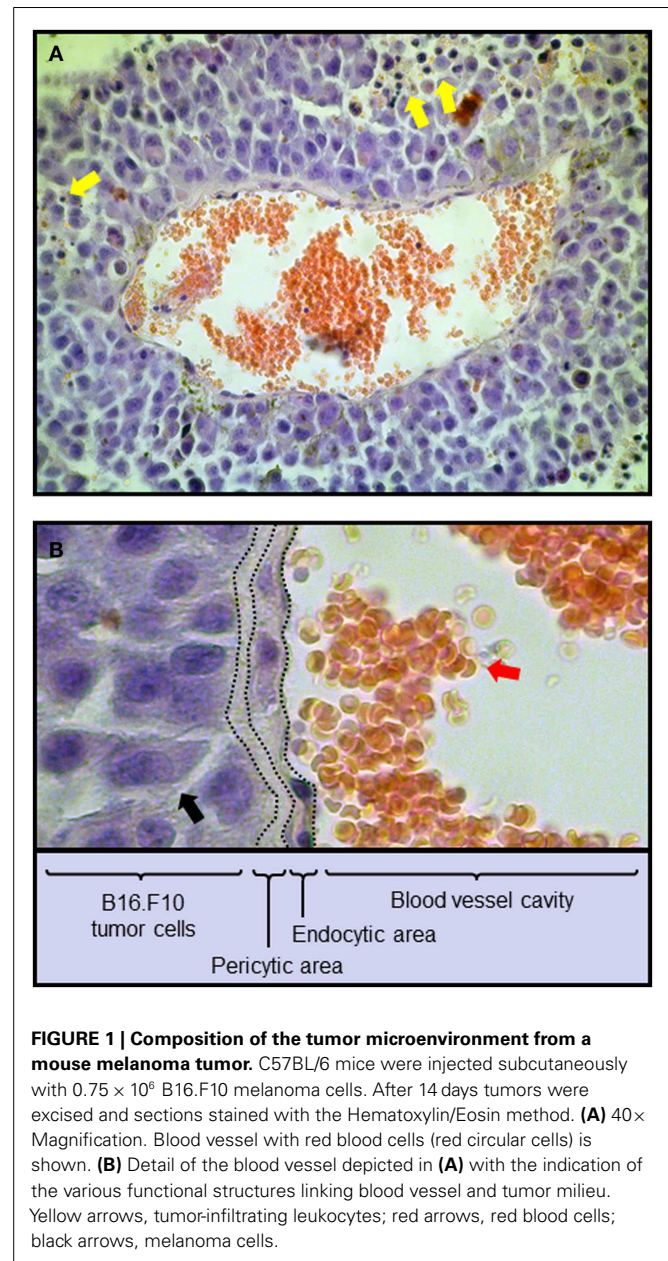 A
B
B16.F10
tumor cells
Pericytic area
Endocytic area
Blood vessel cavity
FIGURE 1 | Composition of the tumor microenvironment from a
mouse melanoma tumor. C57BL/6 mice were injected subcutaneously
with 0.75 × 10⁶ B16.F10 melanoma cells. After 14 days tumors were
excised and sections stained with the Hematoxylin/Eosin method. (A) 40×
Magnification. Blood vessel with red blood cells (red circular cells) is
shown. (B) Detail of the blood vessel depicted in (A) with the indication of
the various functional structures linking blood vessel and tumor milieu.
Yellow arrows, tumor-infiltrating leukocytes; red arrows, red blood cells;
black arrows, melanoma cells.